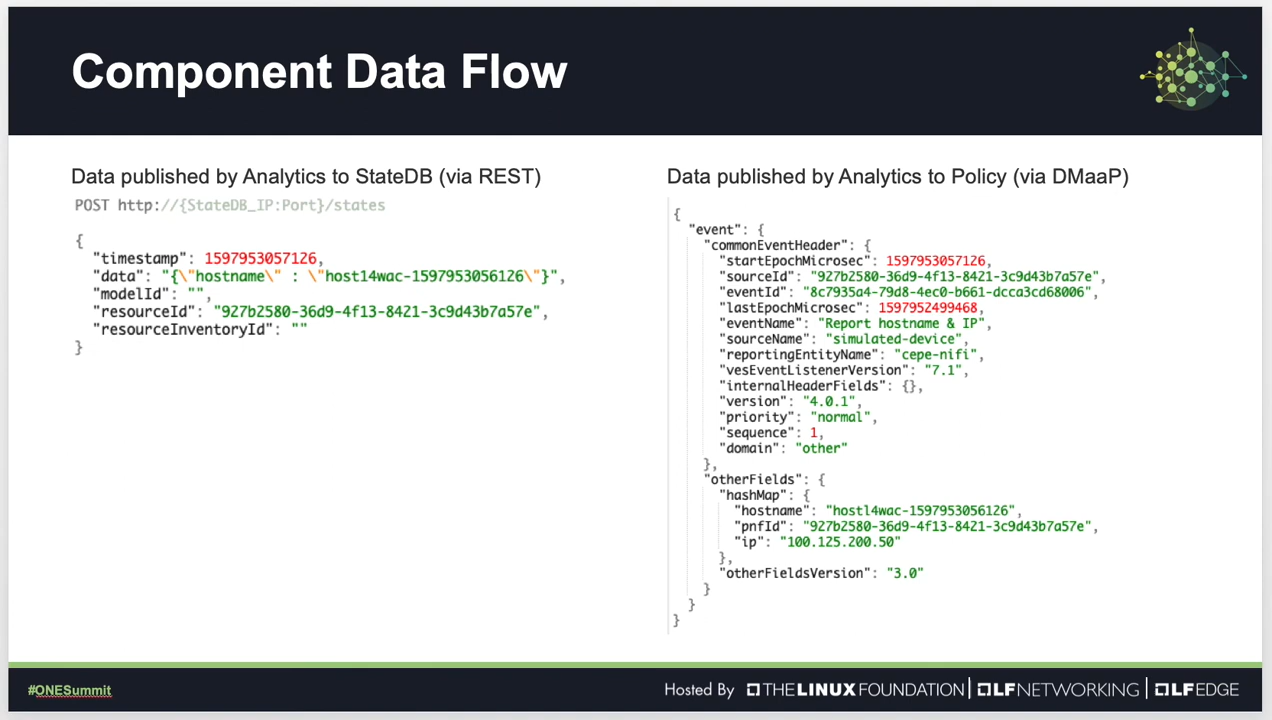 Component Data Flow
Data published by Analytics to StateDB (via REST)
POST http://{StateDB_IP:Port}/states
{
"timestamp": 1597953057126,
"data": "{\"hostname\" : \"host14wac-1597953056126\"}",
"modelId": "",
"resourceId": "927b2580-36d9-4f13-8421-3c9d43b7a57e",
"resourceInventoryId": ""
}
Data published by Analytics to Policy (via DMaaP)
{
"event": {
"commonEventHeader": {
"startEpochMicrosec": 1597953057126,
"sourceId": "927b2580-36d9-4f13-8421-3c9d43b7a57e",
"eventId": "8c7935a4-79d8-4ec0-b661-dcca3cd68006",
"lastEpochMicrosec": 1597952499468,
"eventName": "Report hostname & IP",
"sourceName": "simulated-device",
"reportingEntityName": "cepe-nifi",
"vesEventListenerVersion": "7.1",
"internalHeaderFields": {},
"version": "4.0.1",
"priority": "normal",
"sequence": 1,
"domain": "other"
},
"otherFields": {
"hashMap": {
"hostname": "hostl4wac-1597953056126",
"pnfId": "927b2580-36d9-4f13-8421-3c9d43b7a57e",
"ip": "100.125.200.50"
},
"otherFieldsVersion": "3.0"
}
}
}
#ONESummit
Hosted By THE LINUX FOUNDATION | LFNETWORKING | LFEDGE